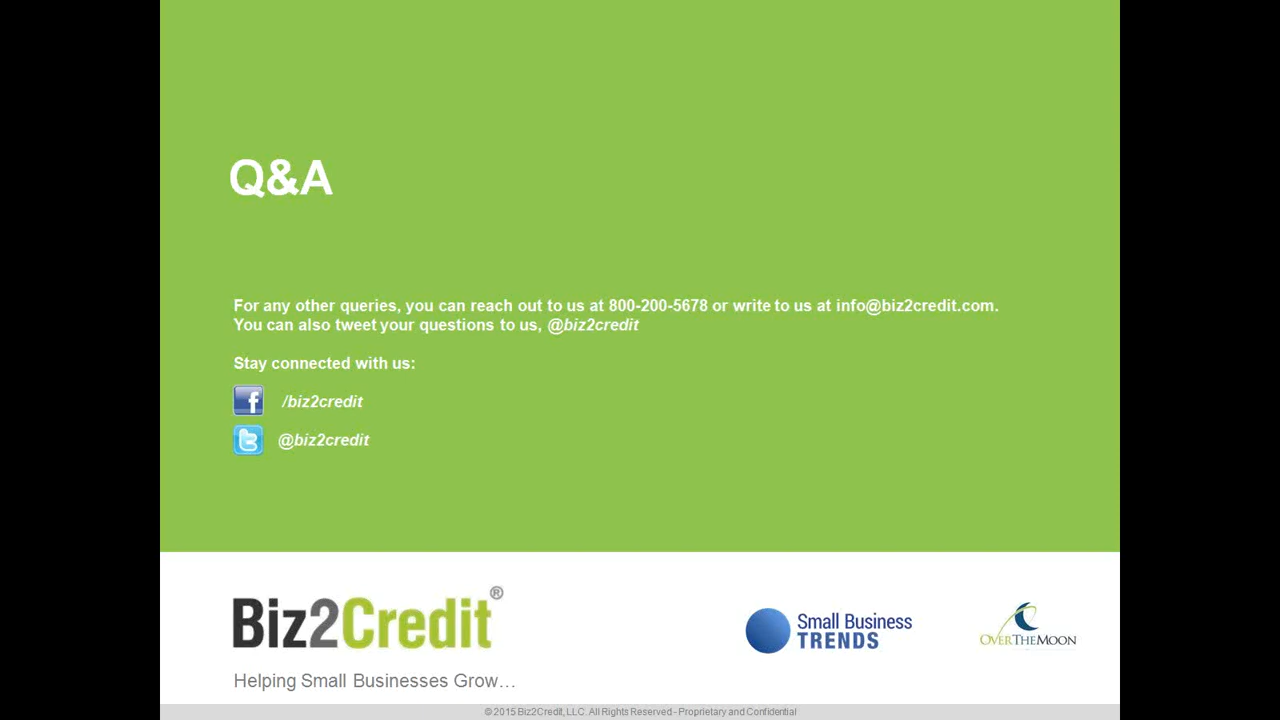 Q&A
For any other queries, you can reach out to us at 800-200-5678 or write to us at info@biz2credit.com.
You can also tweet your questions to us, @biz2credit
Stay connected with us:
/biz2credit
@biz2credit
Biz2Credit®
Helping Small Businesses Grow...
Small Business
TRENDS
OVERTHEMOON
© 2015 Biz2Credit, LLC. All Rights Reserved - Proprietary and Confidential